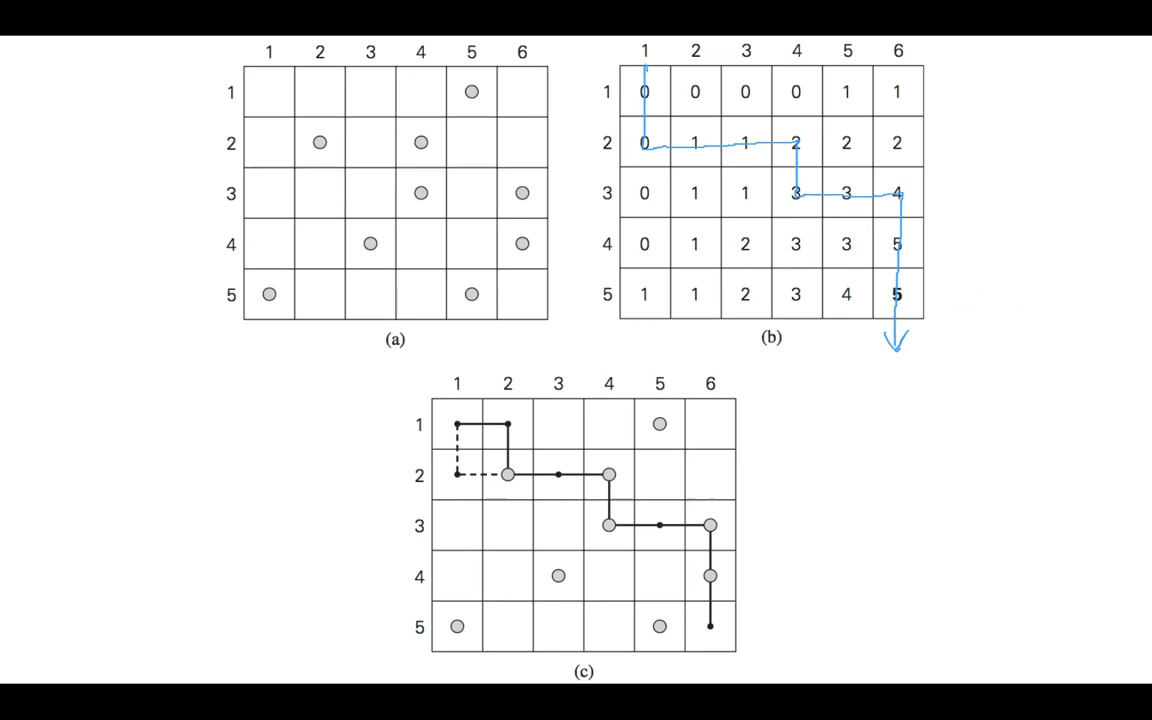 1 2 3 4 5 6
1
2
3
4
5
(a)
1 2 3 4 5 6
1 0 0 0 0 1 1
2 0 1 1 2 2 2
3 0 1 1 3 3 4
4 0 1 2 3 3 5
5 1 1 2 3 4 5
(b)
1 2 3 4 5 6
1
2
3
4
5
(c)